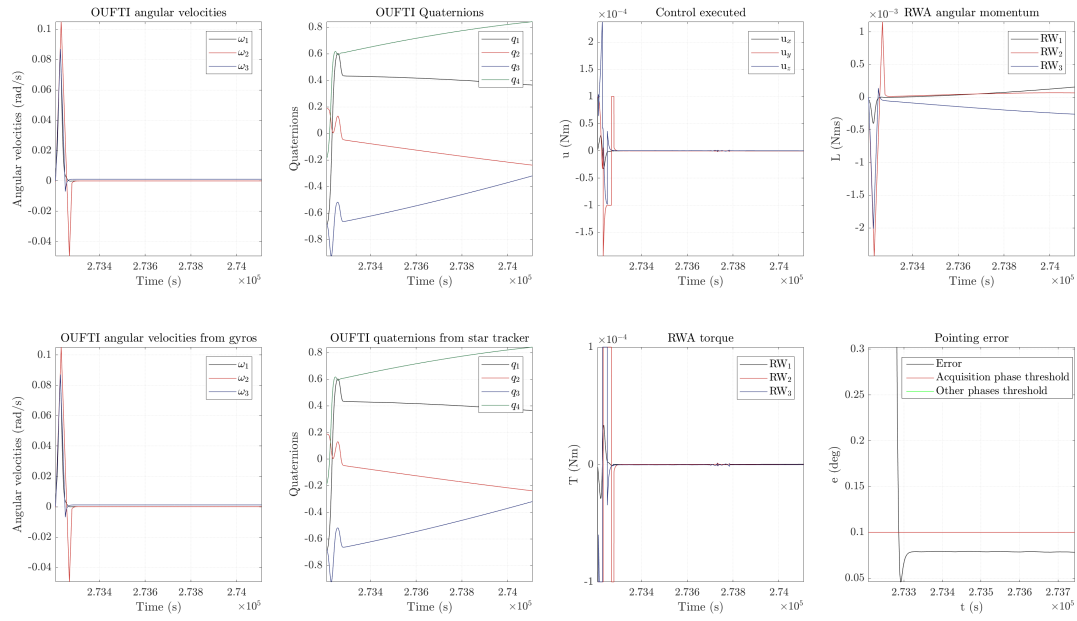 OUFTI angular velocities
0.1
0.08
0.06
0.04
0.02
0
-0.02
-0.04
Angular velocities (rad/s)
ω1
ω2
ω3
2.734 2.736 2.738 2.74
Time (s)
×10^5
OUFTI Quaternions
0.8
0.6
0.4
0.2
0
-0.2
-0.4
-0.6
-0.8
Quaternions
q1
q2
q3
q4
2.734 2.736 2.738 2.74
Time (s)
×10^5
Control executed
×10^-4
2
1.5
1
0.5
0
-0.5
-1
-1.5
u (Nm)
ux
uy
uz
2.734 2.736 2.738 2.74
Time (s)
×10^5
RWA angular momentum
×10^-3
1
0.5
0
-0.5
-1
-1.5
-2
L (Nms)
RW1
RW2
RW3
2.734 2.736 2.738 2.74
Time (s)
×10^5
OUFTI angular velocities from gyros
0.1
0.08
0.06
0.04
0.02
0
-0.02
-0.04
Angular velocities (rad/s)
ω1
ω2
ω3
2.734 2.736 2.738 2.74
Time (s)
×10^5
OUFTI quaternions from star tracker
0.8
0.6
0.4
0.2
0
-0.2
-0.4
-0.6
-0.8
Quaternions
q1
q2
q3
q4
2.734 2.736 2.738 2.74
Time (s)
×10^5
RWA torque
×10^-4
1
0
-1
T (Nm)
RW1
RW2
RW3
2.734 2.736 2.738 2.74
Time (s)
×10^5
Pointing error
0.3
0.25
0.2
0.15
0.1
0.05
e (deg)
Error
Acquisition phase threshold
Other phases threshold
2.733 2.734 2.735 2.736 2.737
t (s)
×10^5